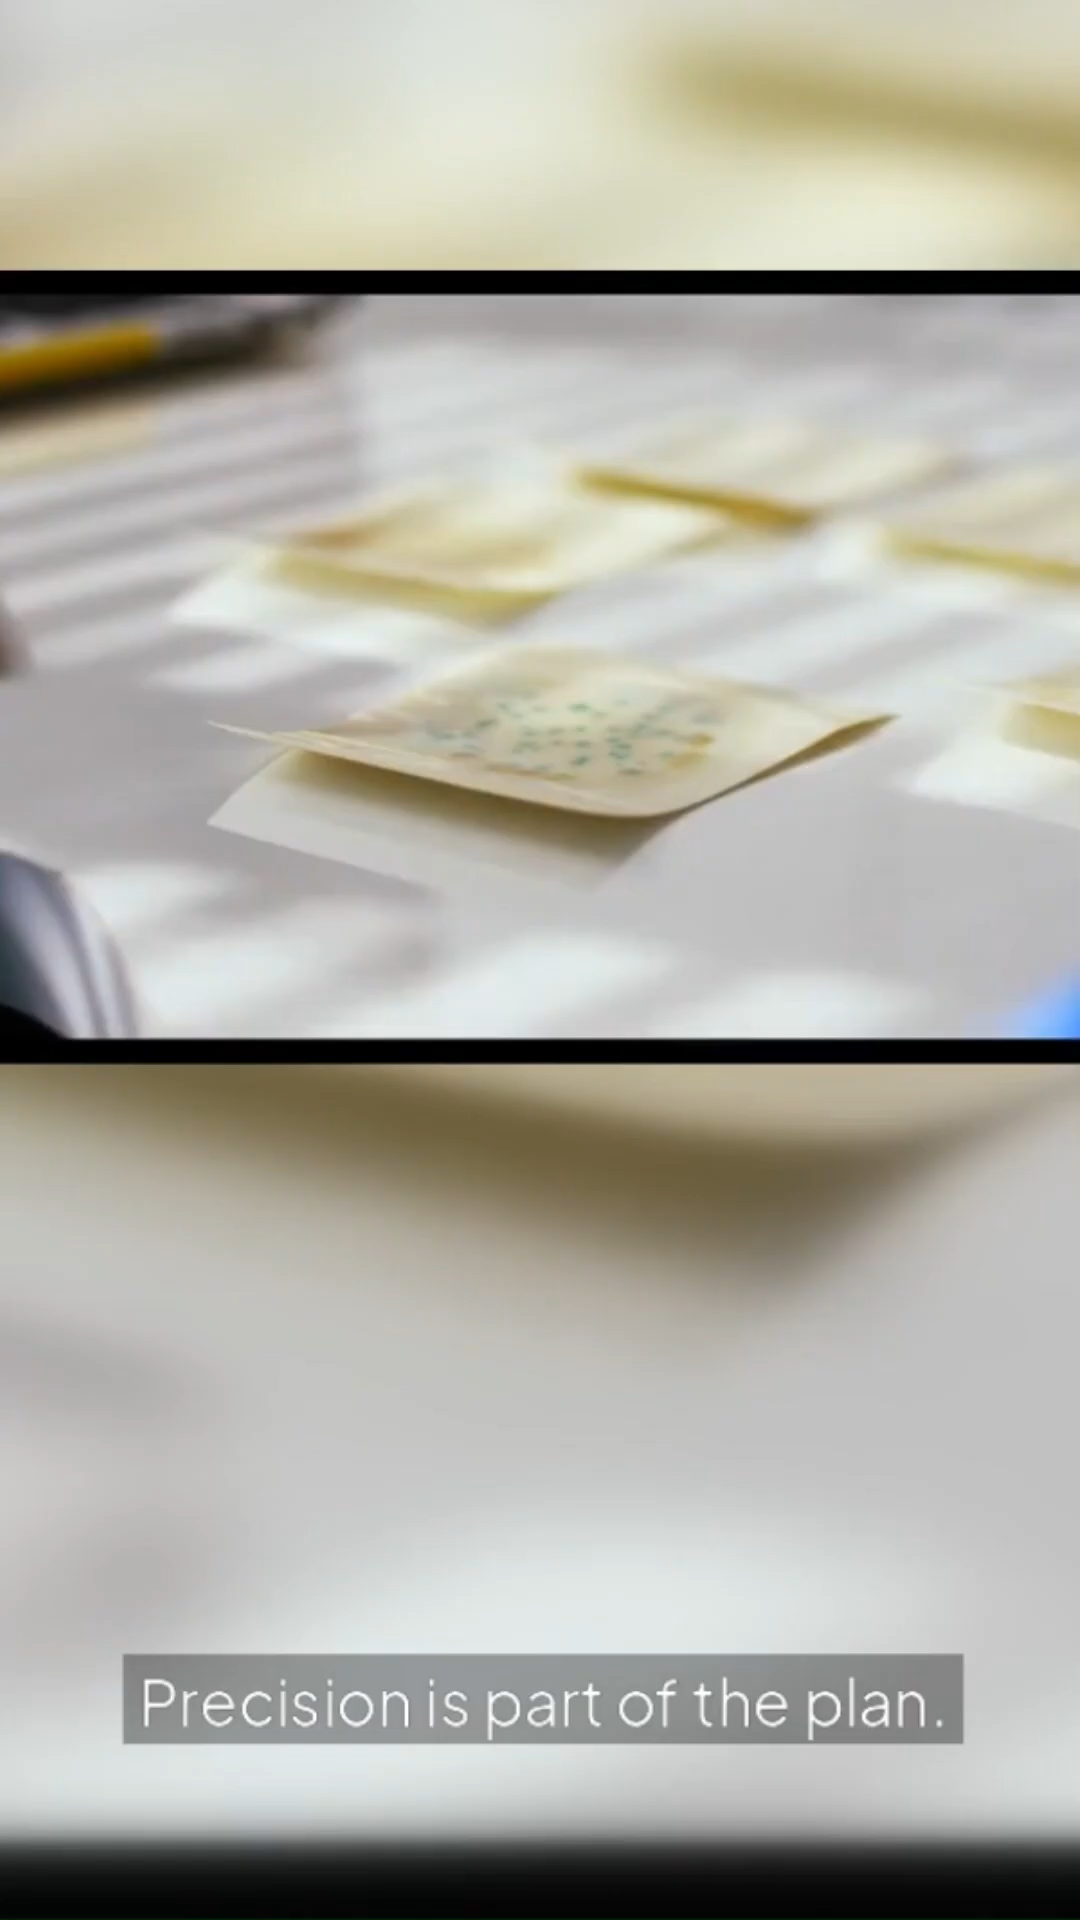 Precision is part of the plan.